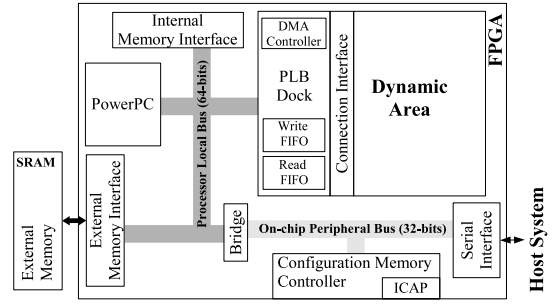 Internal
Memory Interface
DMA
Controller
PLB
Dock
Write
FIFO
Read
FIFO
Connection Interface
Dynamic
Area
FPGA
PowerPC
Processor Local Bus (64-bits)
SRAM
External
Memory
External
Memory Interface
Bridge
On-chip Peripheral Bus (32-bits)
Serial
Interface
Host System
Configuration Memory
Controller
ICAP